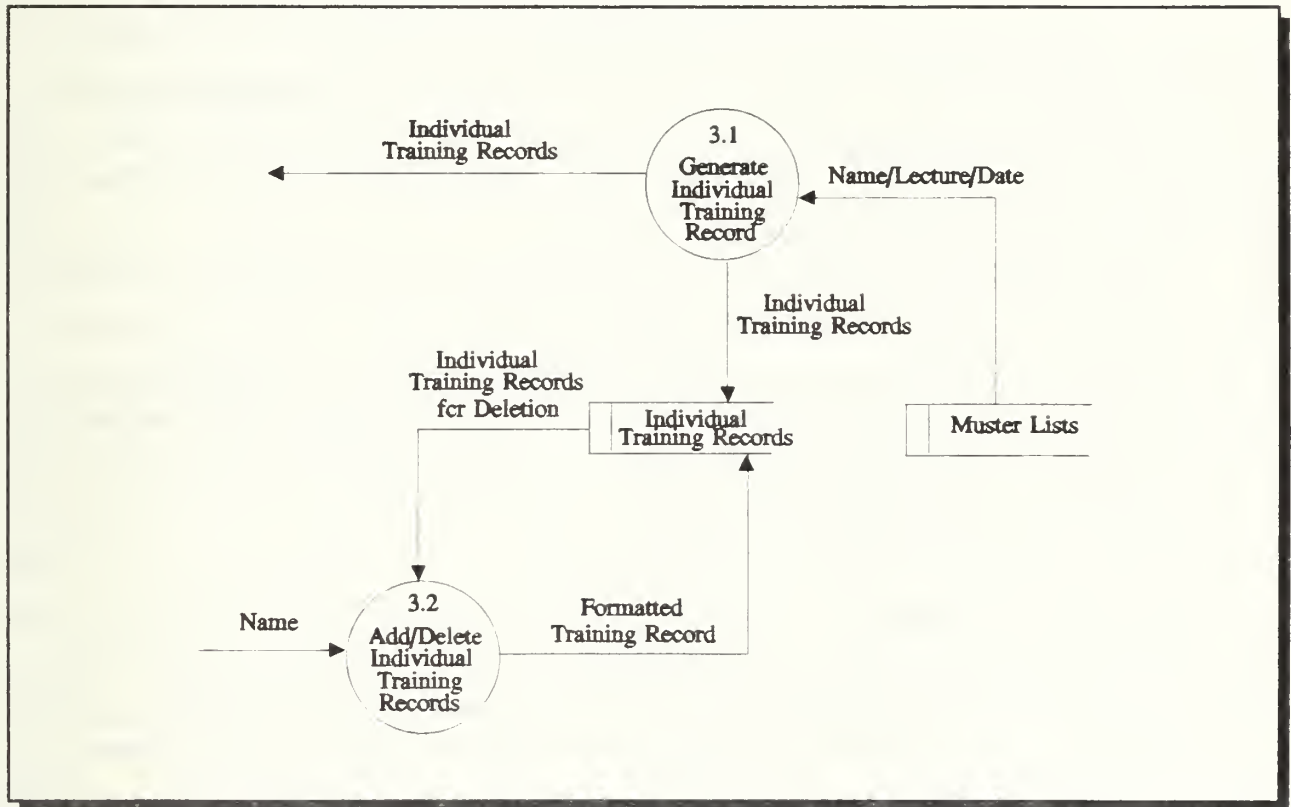 Individual
Training Records
3.1
Generate
Individual
Training
Record
Name/Lecture/Date
Individual
Training Records
Individual
Training Records
for Deletion
Individual
Training Records
Muster Lists
3.2
Add/Delete
Individual
Training
Records
Name
Formatted
Training Record